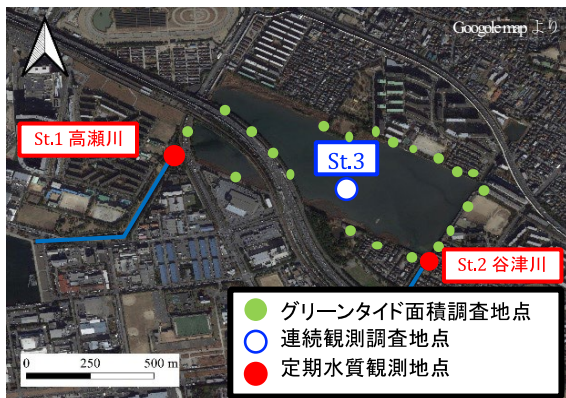 Googole map より
St.1 高瀬川
St.3
St.2 谷津川
グリーンタイド面積調査地点
連続観測調査地点
定期水質観測地点
0 250 500 m